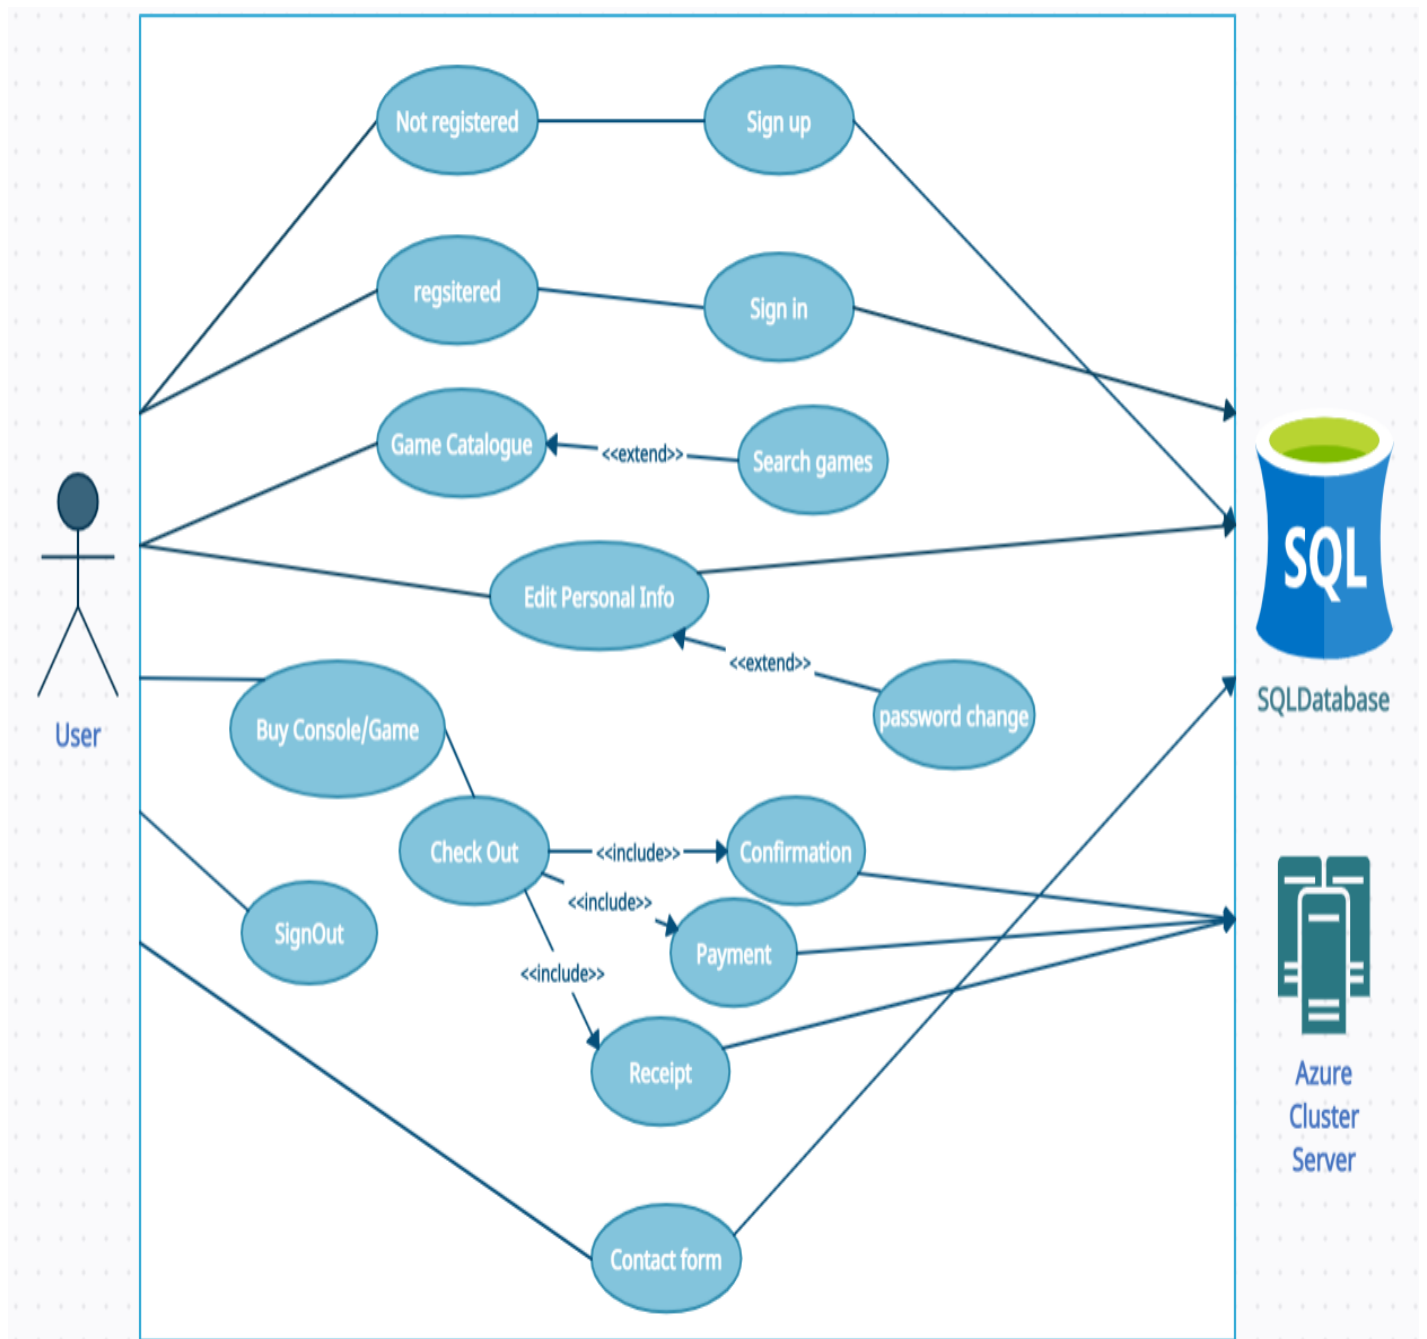 Not registered
Sign up
regsitered
Sign in
Game Catalogue
<<extend>>
Search games
Edit Personal Info
<<extend>>
password change
Buy Console/Game
Check Out
<<include>>
Confirmation
<<include>>
Payment
<<include>>
Receipt
SignOut
Contact form
User
SQL
SQLDatabase
Azure
Cluster
Server